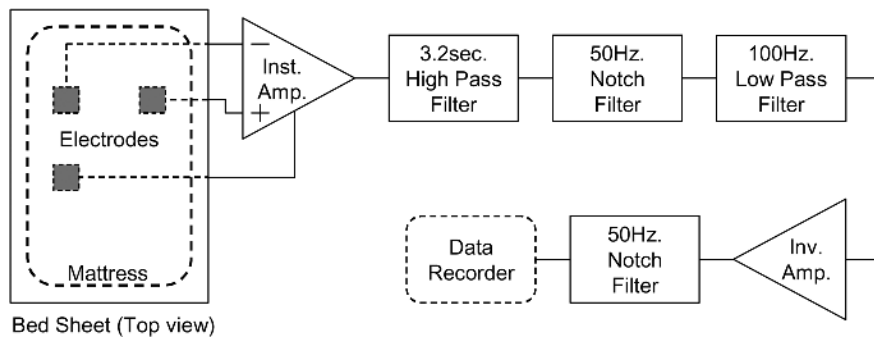 Inst.
Amp.
−
+
Electrodes
Mattress
Bed Sheet (Top view)
3.2sec.
High Pass
Filter
50Hz.
Notch
Filter
100Hz.
Low Pass
Filter
Data
Recorder
50Hz.
Notch
Filter
Inv.
Amp.